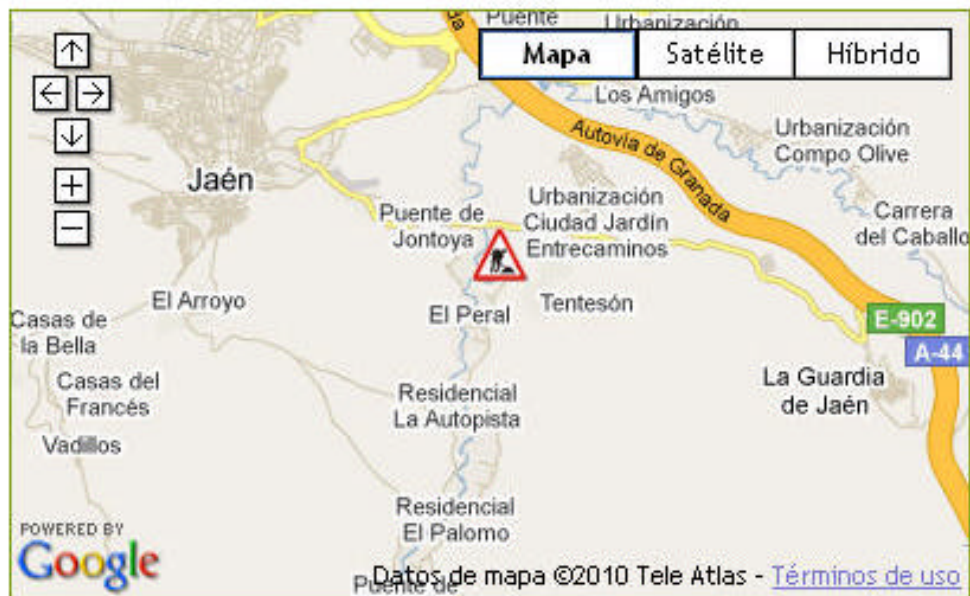 Puente
Urbanización
Mapa
Satélite
Híbrido
Los Amigos
Autovía de Granada
Urbanización
Compo Olive
Jaén
Puente de
Jontoya
Urbanización
Ciudad Jardín
Entrecaminos
Carrera
del Caballo
El Arroyo
El Peral
Tentesón
Casas de
la Bella
E-902
A-44
Casas del
Francés
Residencial
La Autopista
La Guardia
de Jaén
Vadillos
Residencial
El Palomo
POWERED BY
Google
Puente de
Datos de mapa ©2010 Tele Atlas - Términos de uso